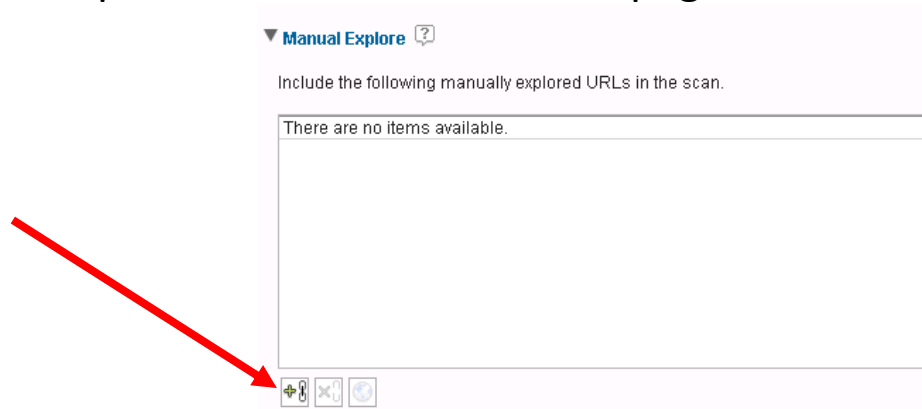 Manual Explore ?
Include the following manually explored URLs in the scan.
There are no items available.